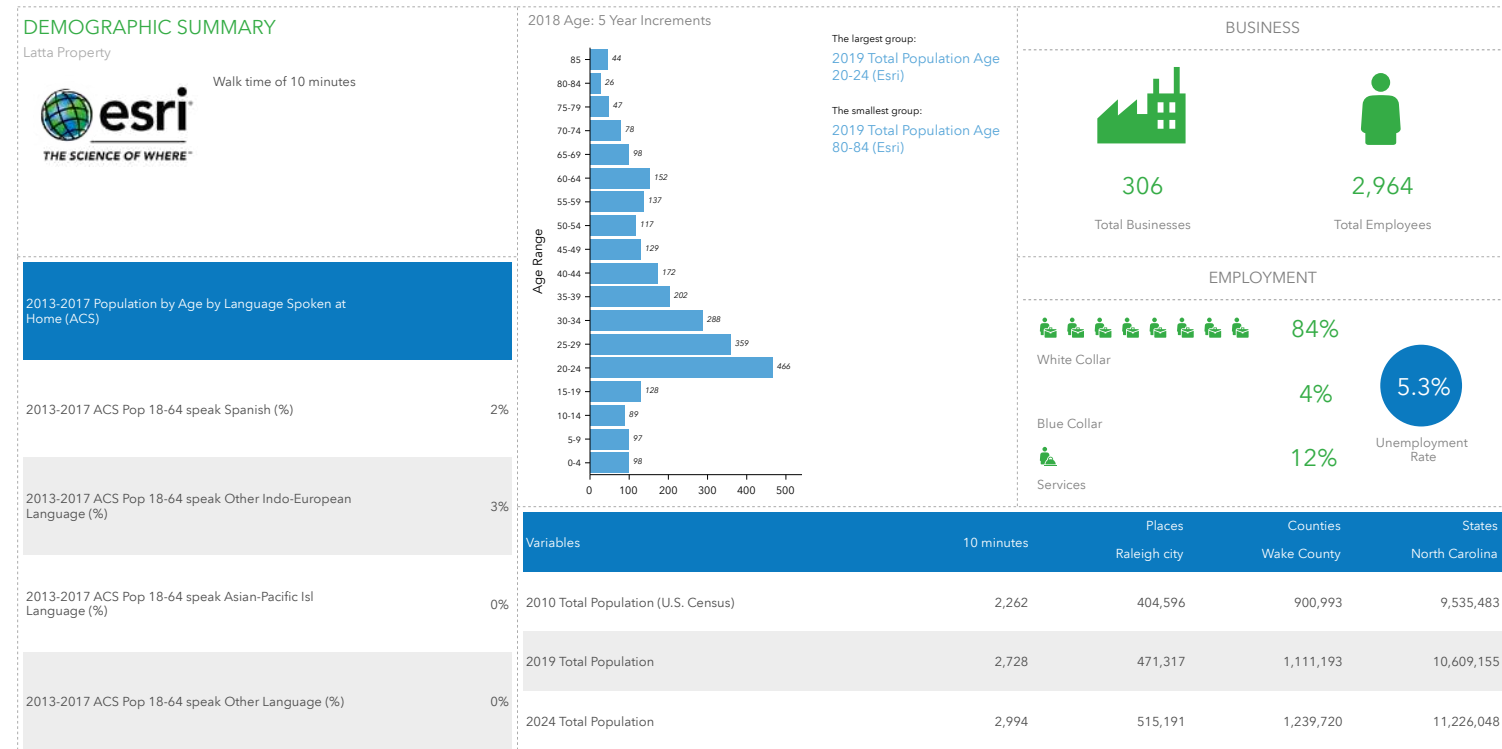 DEMOGRAPHIC SUMMARY
Latta Property
Walk time of 10 minutes
esri
THE SCIENCE OF WHERE™
2013-2017 Population by Age by Language Spoken at
Home (ACS)
2013-2017 ACS Pop 18-64 speak Spanish (%) 2%
2013-2017 ACS Pop 18-64 speak Other Indo-European
Language (%) 3%
2013-2017 ACS Pop 18-64 speak Asian-Pacific Isl
Language (%) 0%
2013-2017 ACS Pop 18-64 speak Other Language (%) 0%
2018 Age: 5 Year Increments
Age Range
85 44
80-84 26
75-79 47
70-74 78
65-69 98
60-64 152
55-59 137
50-54 117
45-49 129
40-44 172
35-39 202
30-34 288
25-29 359
20-24 466
15-19 128
10-14 89
5-9 97
0-4 98
0 100 200 300 400 500
The largest group:
2019 Total Population Age
20-24 (Esri)
The smallest group:
2019 Total Population Age
80-84 (Esri)
BUSINESS
306 2,964
Total Businesses Total Employees
EMPLOYMENT
84%
White Collar
4%
Blue Collar
12%
Services
5.3%
Unemployment
Rate
Variables 10 minutes Places Counties States
Raleigh city Wake County North Carolina
2010 Total Population (U.S. Census) 2,262 404,596 900,993 9,535,483
2019 Total Population 2,728 471,317 1,111,193 10,609,155
2024 Total Population 2,994 515,191 1,239,720 11,226,048